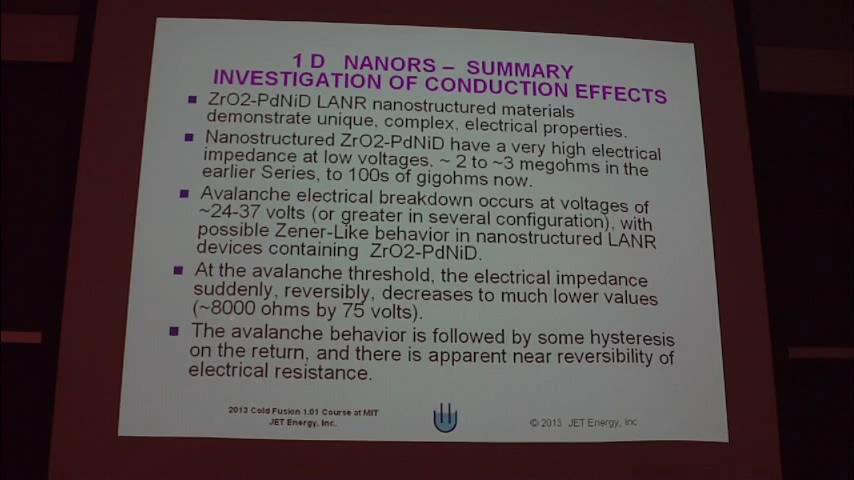 1 D NANORS – SUMMARY
INVESTIGATION OF CONDUCTION EFFECTS
■ ZrO2-PdNiD LANR nanostructured materials
demonstrate unique, complex, electrical properties.
■ Nanostructured ZrO2-PdNiD have a very high electrical
impedance at low voltages, ~ 2 to ~3 megohms in the
earlier Series, to 100s of gigohms now.
■ Avalanche electrical breakdown occurs at voltages of
~24-37 volts (or greater in several configuration), with
possible Zener-Like behavior in nanostructured LANR
devices containing ZrO2-PdNiD.
■ At the avalanche threshold, the electrical impedance
suddenly, reversibly, decreases to much lower values
(~8000 ohms by 75 volts).
■ The avalanche behavior is followed by some hysteresis
on the return, and there is apparent near reversibility of
electrical resistance.
2013 Cold Fusion 1.01 Course at MIT
JET Energy, Inc.
© 2013 JET Energy, Inc